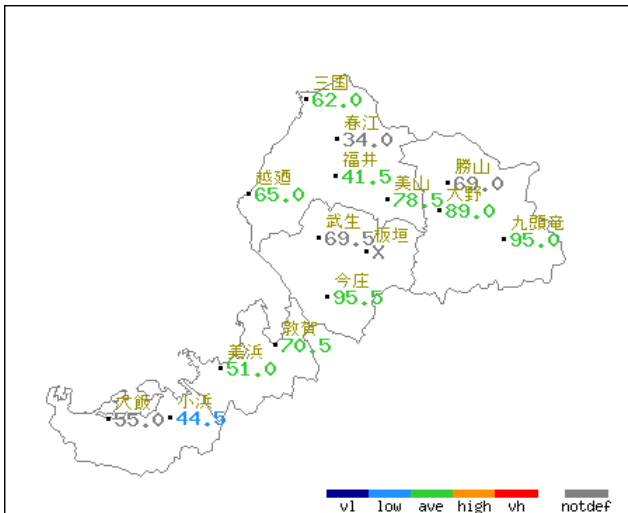 三国
62.0
春江
34.0
福井
41.5
越廼
65.0
美山
78.5
勝山
69.0
大野
89.0
九頭竜
95.0
武生
69.5
板垣
X
今庄
95.5
敦賀
70.5
美浜
51.0
大飯
55.0
小浜
44.5
vl low ave high vh notdef